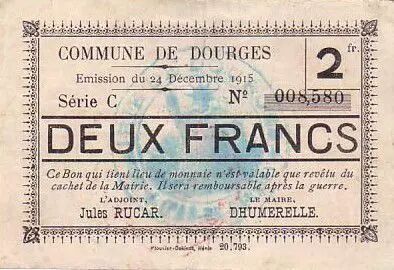 COMMUNE DE DOURGES
2 fr.
Emission du 24 Décembre 1915
Série C Nº 008,580
DEUX FRANCS
Ce Bon qui tient lieu de monnaie n'est valable que revêtu du
cachet de la Mairie. Il sera remboursable après la guerre.
L'ADJOINT, LE MAIRE,
Jules RUCAR. DHUMERELLE.
20.793.